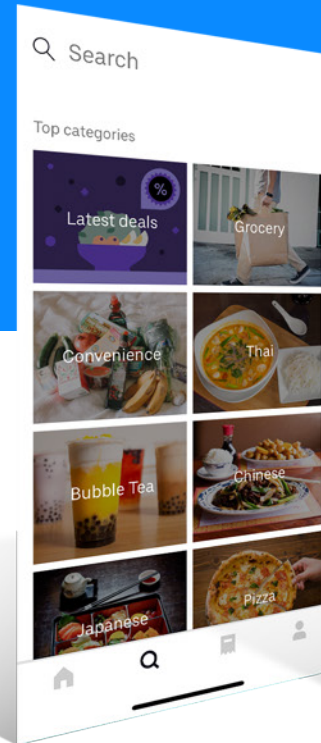 Search
Top categories
%
Latest deals
Grocery
Convenience
Thai
Bubble Tea
Chinese
Japanese
Pizza